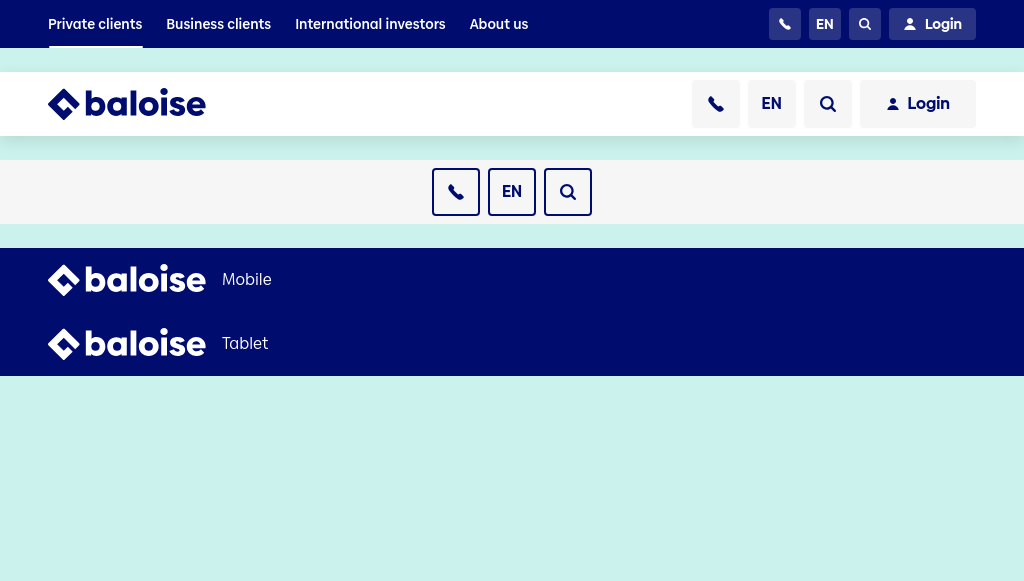 Private clients Business clients International investors About us EN Login
baloise EN Login
EN
baloise Mobile
baloise Tablet